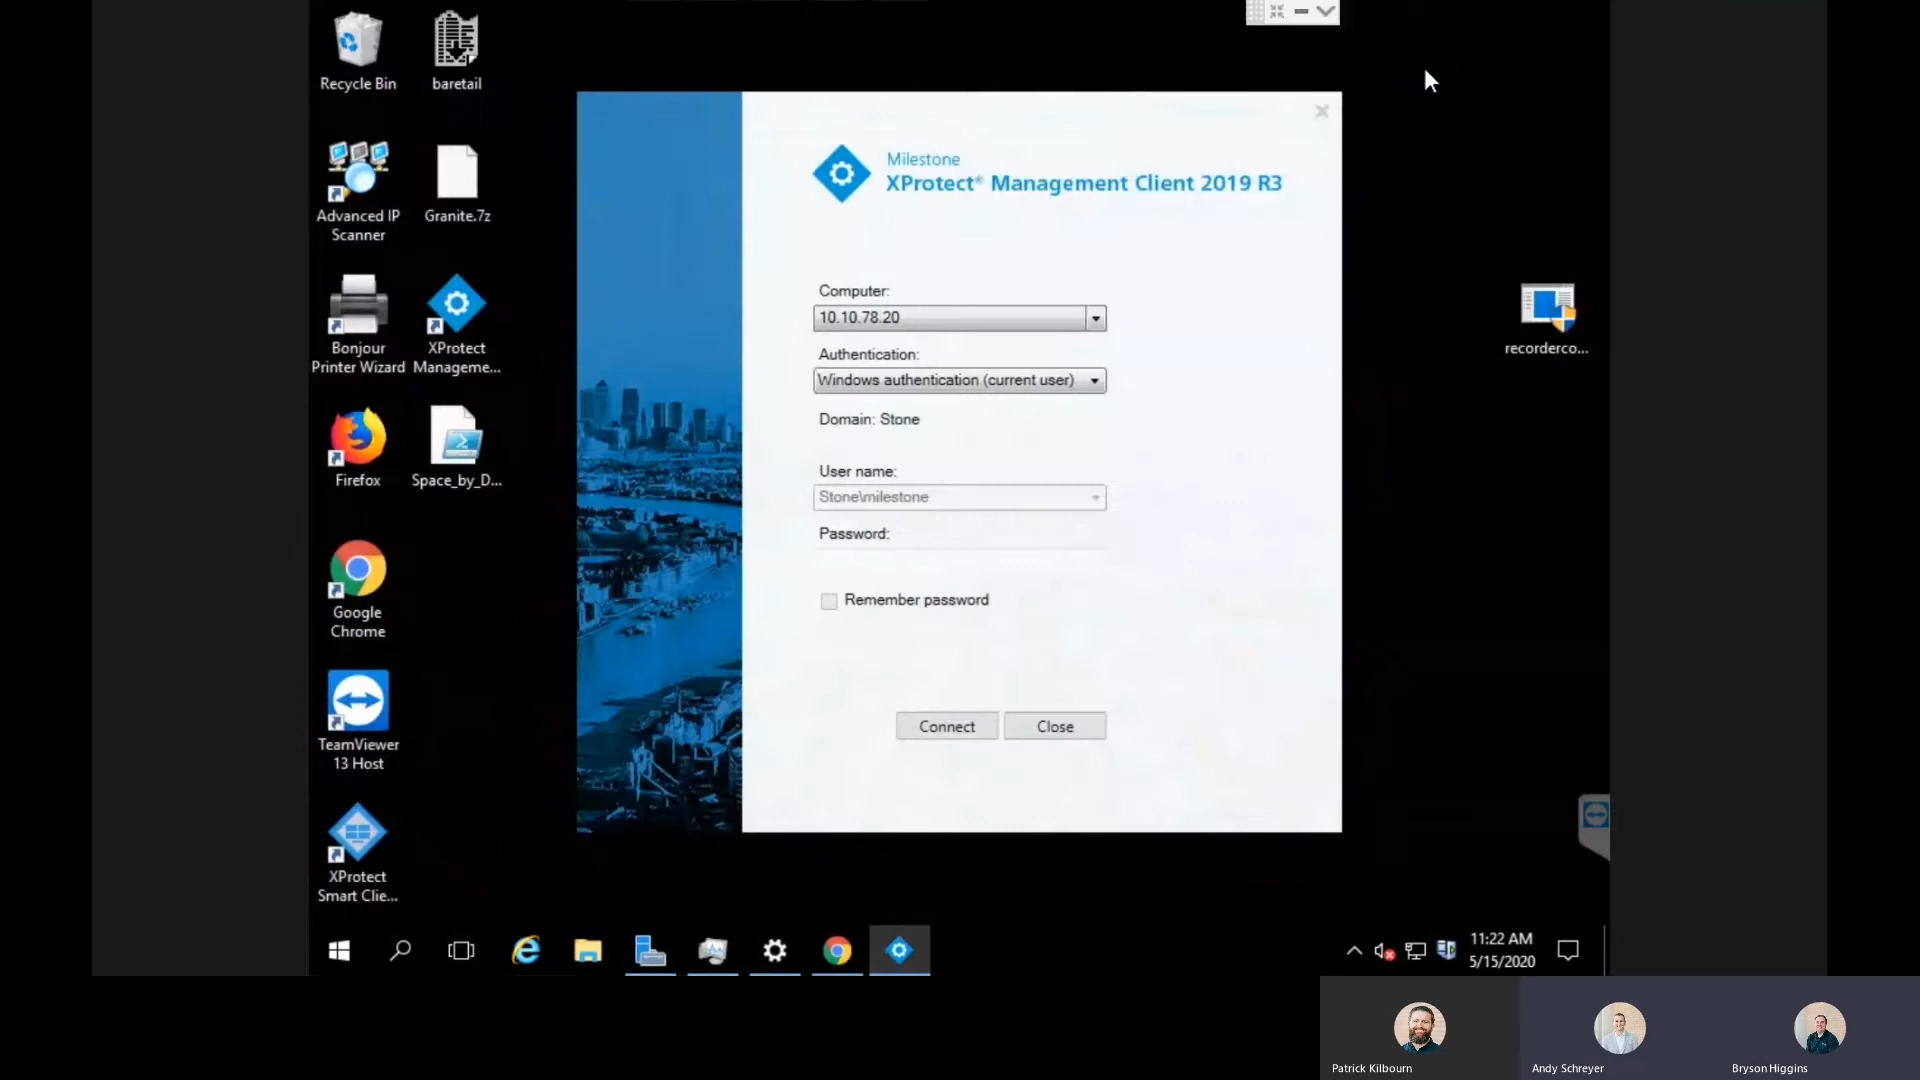 Recycle Bin
baretail
Advanced IP
Scanner
Granite.7z
Bonjour
Printer Wizard
XProtect
Manageme...
Firefox
Space_by_D...
Google
Chrome
TeamViewer
13 Host
XProtect
Smart Clie...
Milestone
XProtect® Management Client 2019 R3
Computer:
10.10.78.20
Authentication:
Windows authentication (current user)
Domain: Stone
User name:
Stone\milestone
Password:
Remember password
Connect
Close
recorderco...
11:22 AM
5/15/2020
Patrick Kilbourn
Andy Schreyer
Bryson Higgins